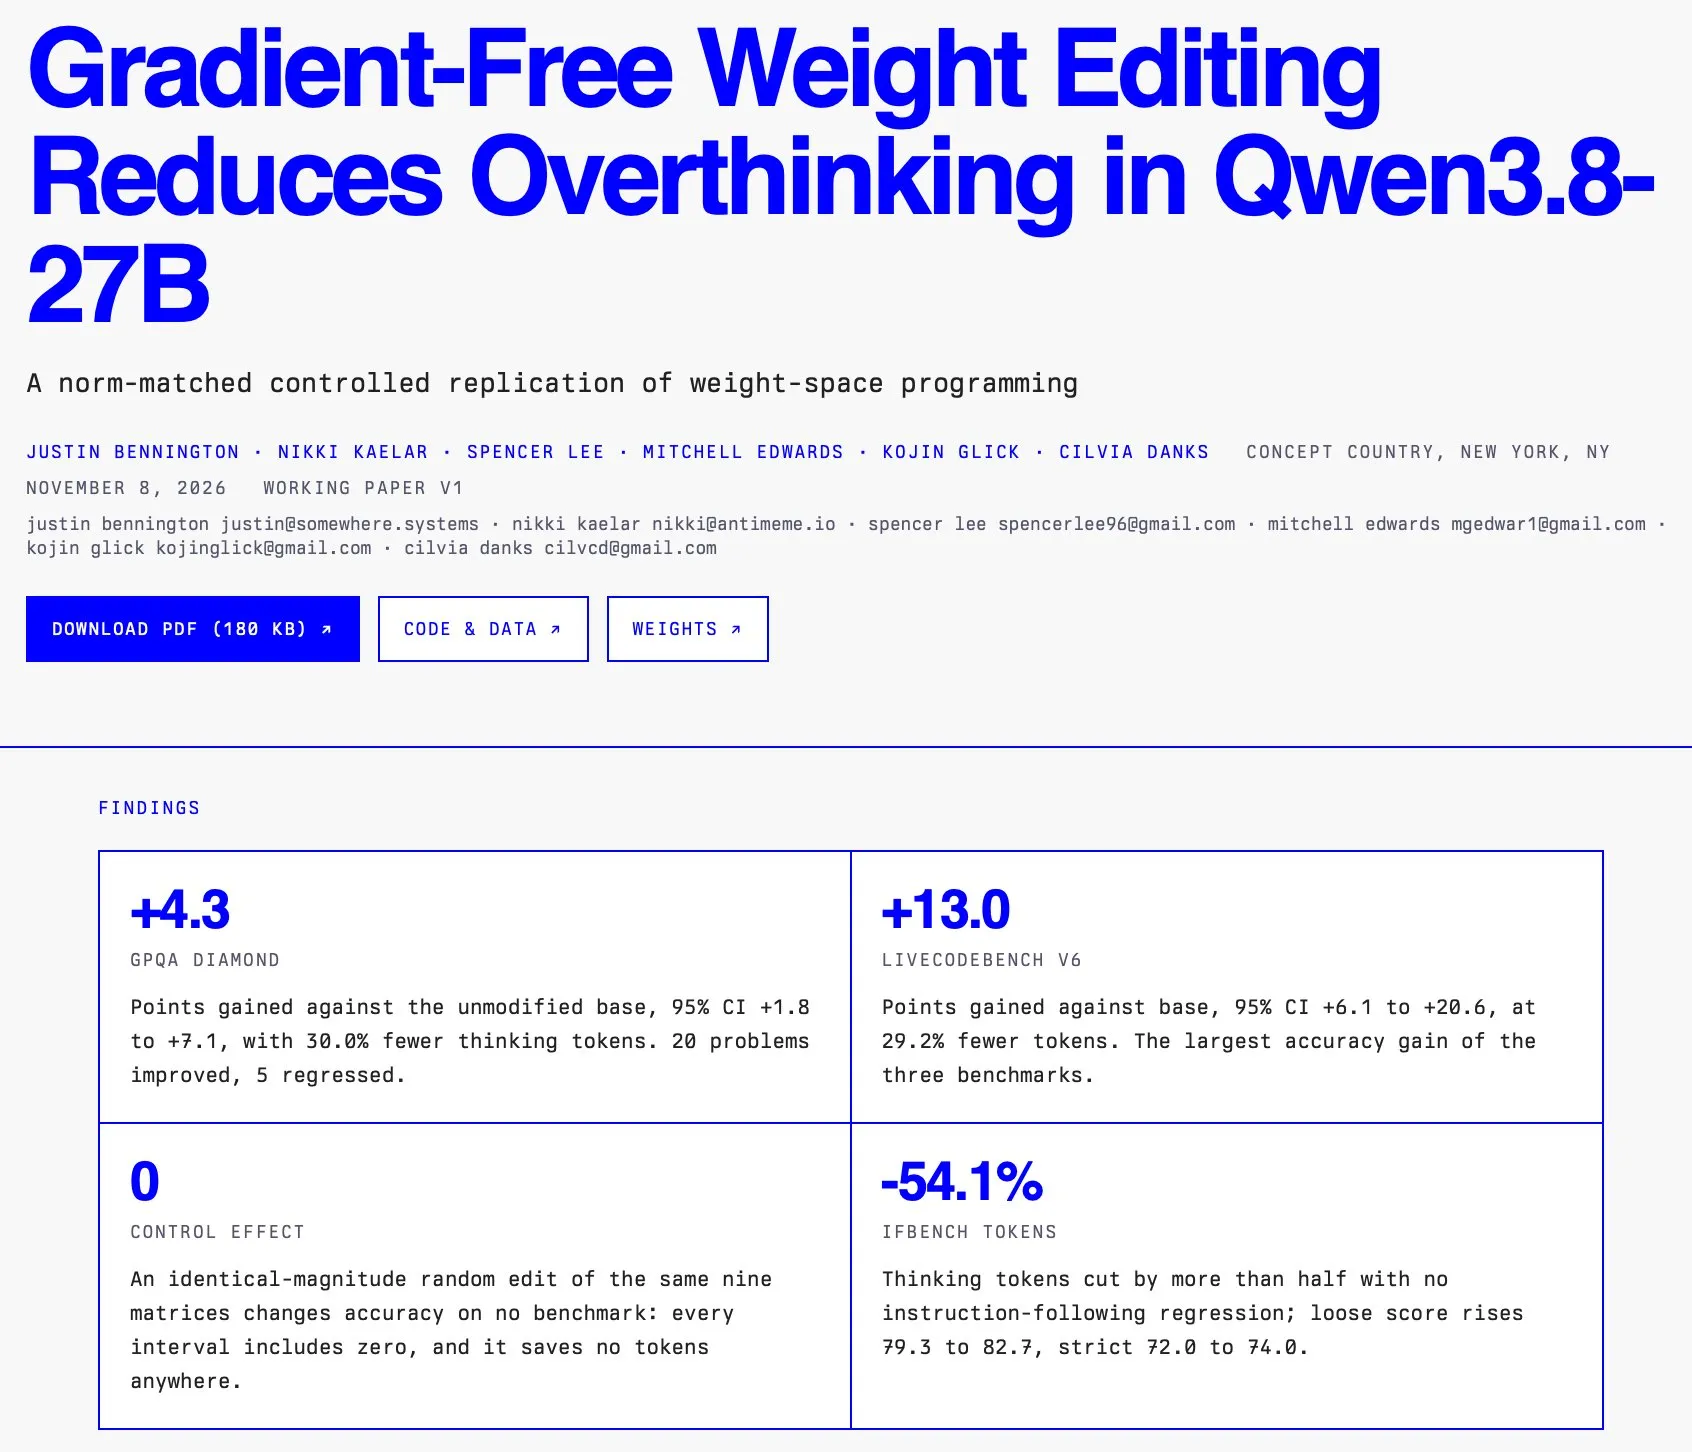 Gradient-Free Weight Editing
Reduces Overthinking in Qwen3.8-
27B
A norm-matched controlled replication of weight-space programming
JUSTIN BENNINGTON · NIKKI KAELAR · SPENCER LEE · MITCHELL EDWARDS · KOJIN GLICK · CILVIA DANKS CONCEPT COUNTRY, NEW YORK, NY
NOVEMBER 8, 2026 WORKING PAPER V1
justin bennington justin@somewhere.systems · nikki kaelar nikki@antimeme.io · spencer lee spencerlee96@gmail.com · mitchell edwards mgedwar1@gmail.com ·
kojin glick kojinglick@gmail.com · cilvia danks cilvcd@gmail.com
DOWNLOAD PDF (180 KB) ↗ CODE & DATA ↗ WEIGHTS ↗
FINDINGS
+4.3
GPQA DIAMOND
Points gained against the unmodified base, 95% CI +1.8
to +7.1, with 30.0% fewer thinking tokens. 20 problems
improved, 5 regressed.
+13.0
LIVECODEBENCH V6
Points gained against base, 95% CI +6.1 to +20.6, at
29.2% fewer tokens. The largest accuracy gain of the
three benchmarks.
0
CONTROL EFFECT
An identical-magnitude random edit of the same nine
matrices changes accuracy on no benchmark: every
interval includes zero, and it saves no tokens
anywhere.
-54.1%
IFBENCH TOKENS
Thinking tokens cut by more than half with no
instruction-following regression; loose score rises
79.3 to 82.7, strict 72.0 to 74.0.